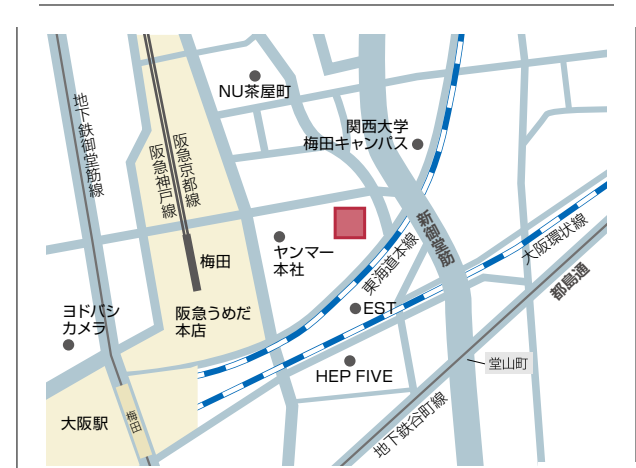 NU茶屋町
関西大学
梅田キャンパス
地下鉄御堂筋線
阪急京都線
阪急神戸線
新御堂筋
大阪環状線
東海道本線
都島通
梅田
ヤンマー
本社
阪急うめだ
本店
ヨドバシ
カメラ
EST
HEP FIVE
堂山町
大阪駅
梅田
地下鉄谷町線